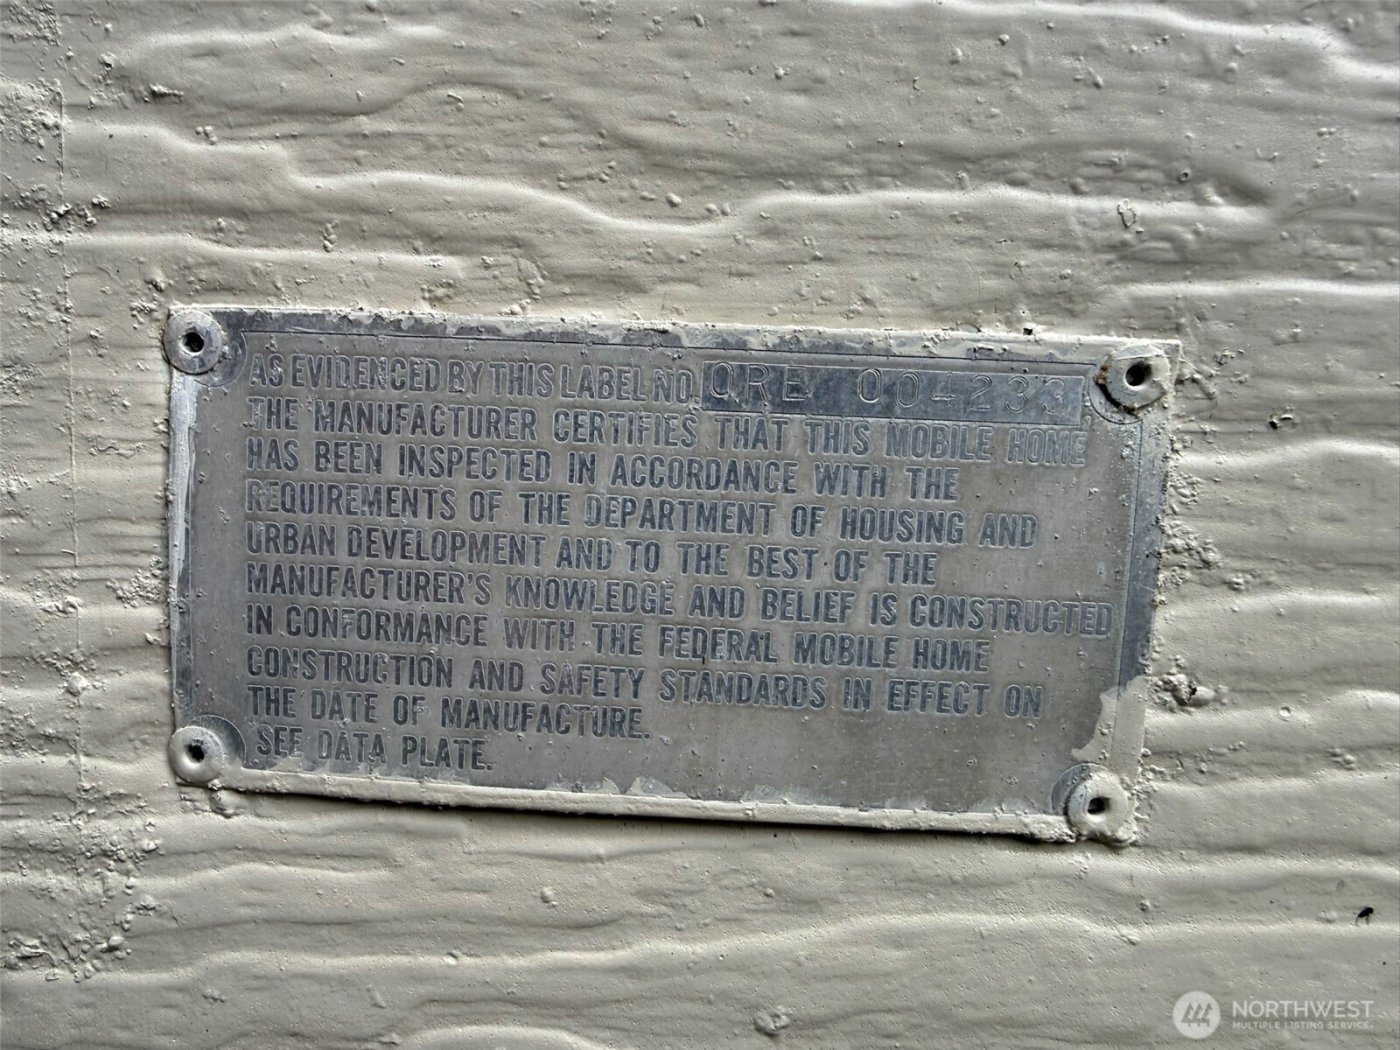 AS EVIDENCED BY THIS LABEL NO. ORE 004233
THE MANUFACTURER CERTIFIES THAT THIS MOBILE HOME
HAS BEEN INSPECTED IN ACCORDANCE WITH THE
REQUIREMENTS OF THE DEPARTMENT OF HOUSING AND
URBAN DEVELOPMENT AND TO THE BEST OF THE
MANUFACTURER'S KNOWLEDGE AND BELIEF IS CONSTRUCTED
IN CONFORMANCE WITH THE FEDERAL MOBILE HOME
CONSTRUCTION AND SAFETY STANDARDS IN EFFECT ON
THE DATE OF MANUFACTURE.
SEE DATA PLATE.
NORTHWEST
MULTIPLE LISTING SERVICE